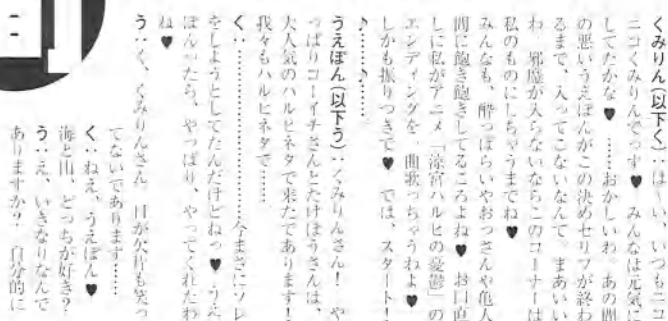 くみりん(以下く)：は〜い、いつもニコ
ニコくみりんでっす♥ みんなは元気に
してたかな♥ ……おかしいわ。あの間
の悪いうえぽんがこの決めセリフが終わ
るまで、入ってこないなんて。まあいい
わ。邪魔が入らないならこのコーナーは
私のものにしちゃうまでね♥
みんなも、酔っぱらいやおっさんや亀人
間に飽き飽きしてるころよね♥ お口直
しに私がアニメ「涼宮ハルヒの憂鬱」の
エンディングを一曲歌っちゃうわよ♥
しかも振りつきで♥ では、スタート！
♪……♪……
うえぽん(以下う)：くみりんさん！ や
っぱりコーイチさんとたけぼうさんは、
大人気のハルヒネタで来たであります！
我々もハルヒネタで……
く：……………………今まさにソレ
をしようとしてたんだけどねっ♥ うえ
ぽんったら、やっぱり、やってくれたわ
ね♥
う：く、くみりんさん、目が欠片も笑っ
てないであります……
く：ねえ、うえぽん♥
海と山、どっちが好き？
う：え、いきなりなんで
ありますか？ 自分的に